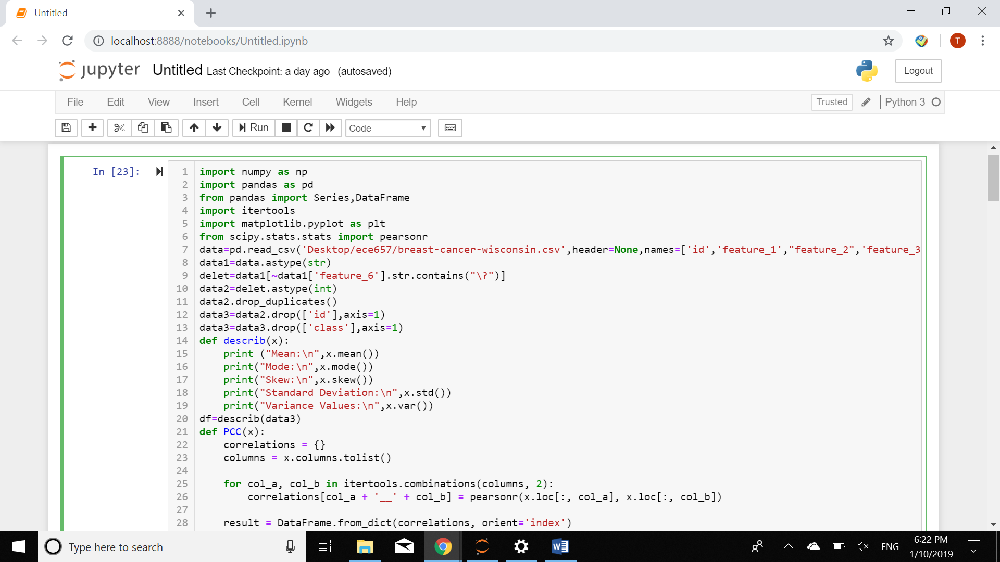 Untitled
localhost:8888/notebooks/Untitled.ipynb
T
jupyter Untitled Last Checkpoint: a day ago (autosaved)
Logout
File Edit View Insert Cell Kernel Widgets Help
Trusted Python 3
Run Code
In [23]:
1 import numpy as np
2 import pandas as pd
3 from pandas import Series,DataFrame
4 import itertools
5 import matplotlib.pyplot as plt
6 from scipy.stats.stats import pearsonr
7 data=pd.read_csv('Desktop/ece657/breast-cancer-wisconsin.csv',header=None,names=['id','feature_1',"feature_2",'feature_3
8 data1=data.astype(str)
9 delet=data1[~data1['feature_6'].str.contains("\?")]
10 data2=delet.astype(int)
11 data2.drop_duplicates()
12 data3=data2.drop(['id'],axis=1)
13 data3=data3.drop(['class'],axis=1)
14 def describ(x):
15     print ("Mean:\n",x.mean())
16     print("Mode:\n",x.mode())
17     print("Skew:\n",x.skew())
18     print("Standard Deviation:\n",x.std())
19     print("Variance Values:\n",x.var())
20 df=describ(data3)
21 def PCC(x):
22     correlations = {}
23     columns = x.columns.tolist()
24
25     for col_a, col_b in itertools.combinations(columns, 2):
26         correlations[col_a + '__' + col_b] = pearsonr(x.loc[:, col_a], x.loc[:, col_b])
27
28     result = DataFrame.from_dict(correlations, orient='index')
Type here to search
ENG
6:22 PM
1/10/2019